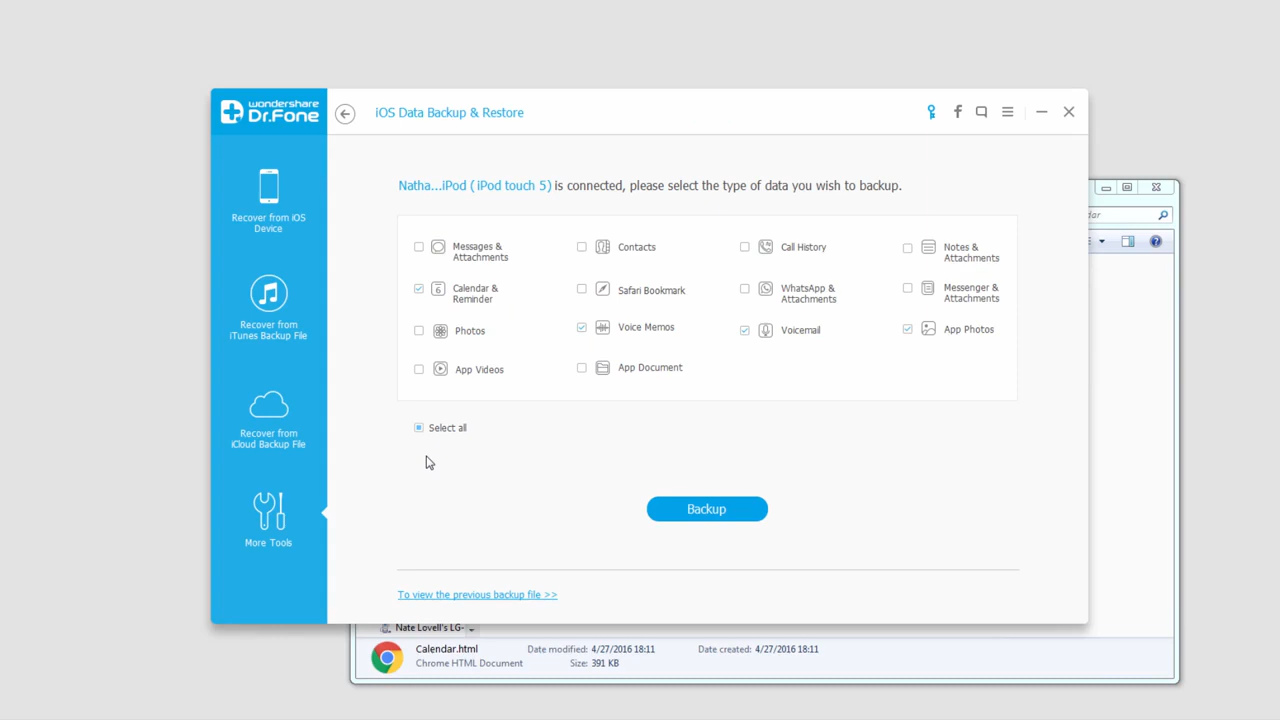 wondershare
Dr.Fone
iOS Data Backup & Restore
Recover from iOS
Device
Recover from
iTunes Backup File
Recover from
iCloud Backup File
More Tools
Natha...iPod ( iPod touch 5) is connected, please select the type of data you wish to backup.
Messages &
Attachments
Contacts
Call History
Notes &
Attachments
Calendar &
Reminder
6
Safari Bookmark
WhatsApp &
Attachments
Messenger &
Attachments
Photos
Voice Memos
Voicemail
App Photos
App Videos
App Document
Select all
Backup
To view the previous backup file >>
dar
Nate Lovell's LG-
Calendar.html
Date modified: 4/27/2016 18:11
Date created: 4/27/2016 18:11
Chrome HTML Document
Size: 391 KB